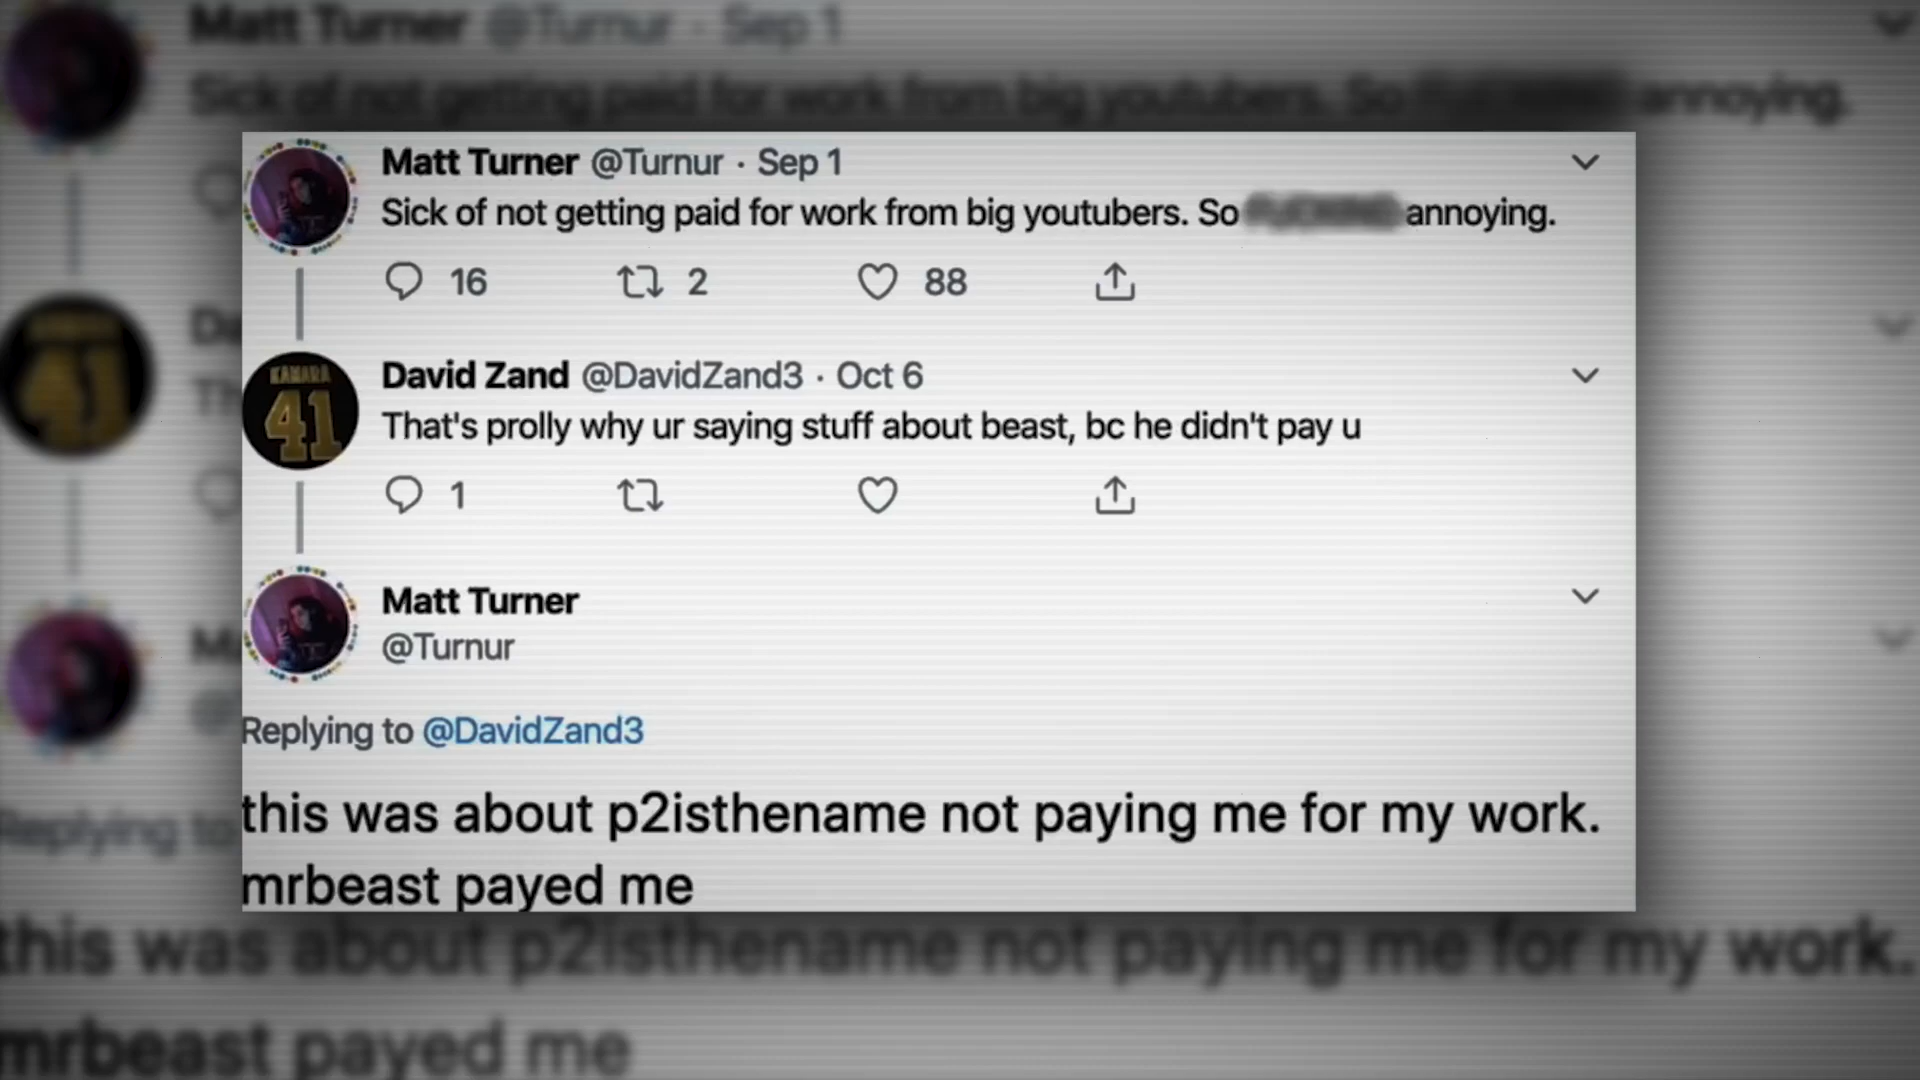 Matt Turner @Turnur · Sep 1
Sick of not getting paid for work from big youtubers. So annoying.
16 2 88
KAMARA
41
David Zand @DavidZand3 · Oct 6
That's prolly why ur saying stuff about beast, bc he didn't pay u
1
Matt Turner
@Turnur
Replying to @DavidZand3
this was about p2isthename not paying me for my work.
mrbeast payed me